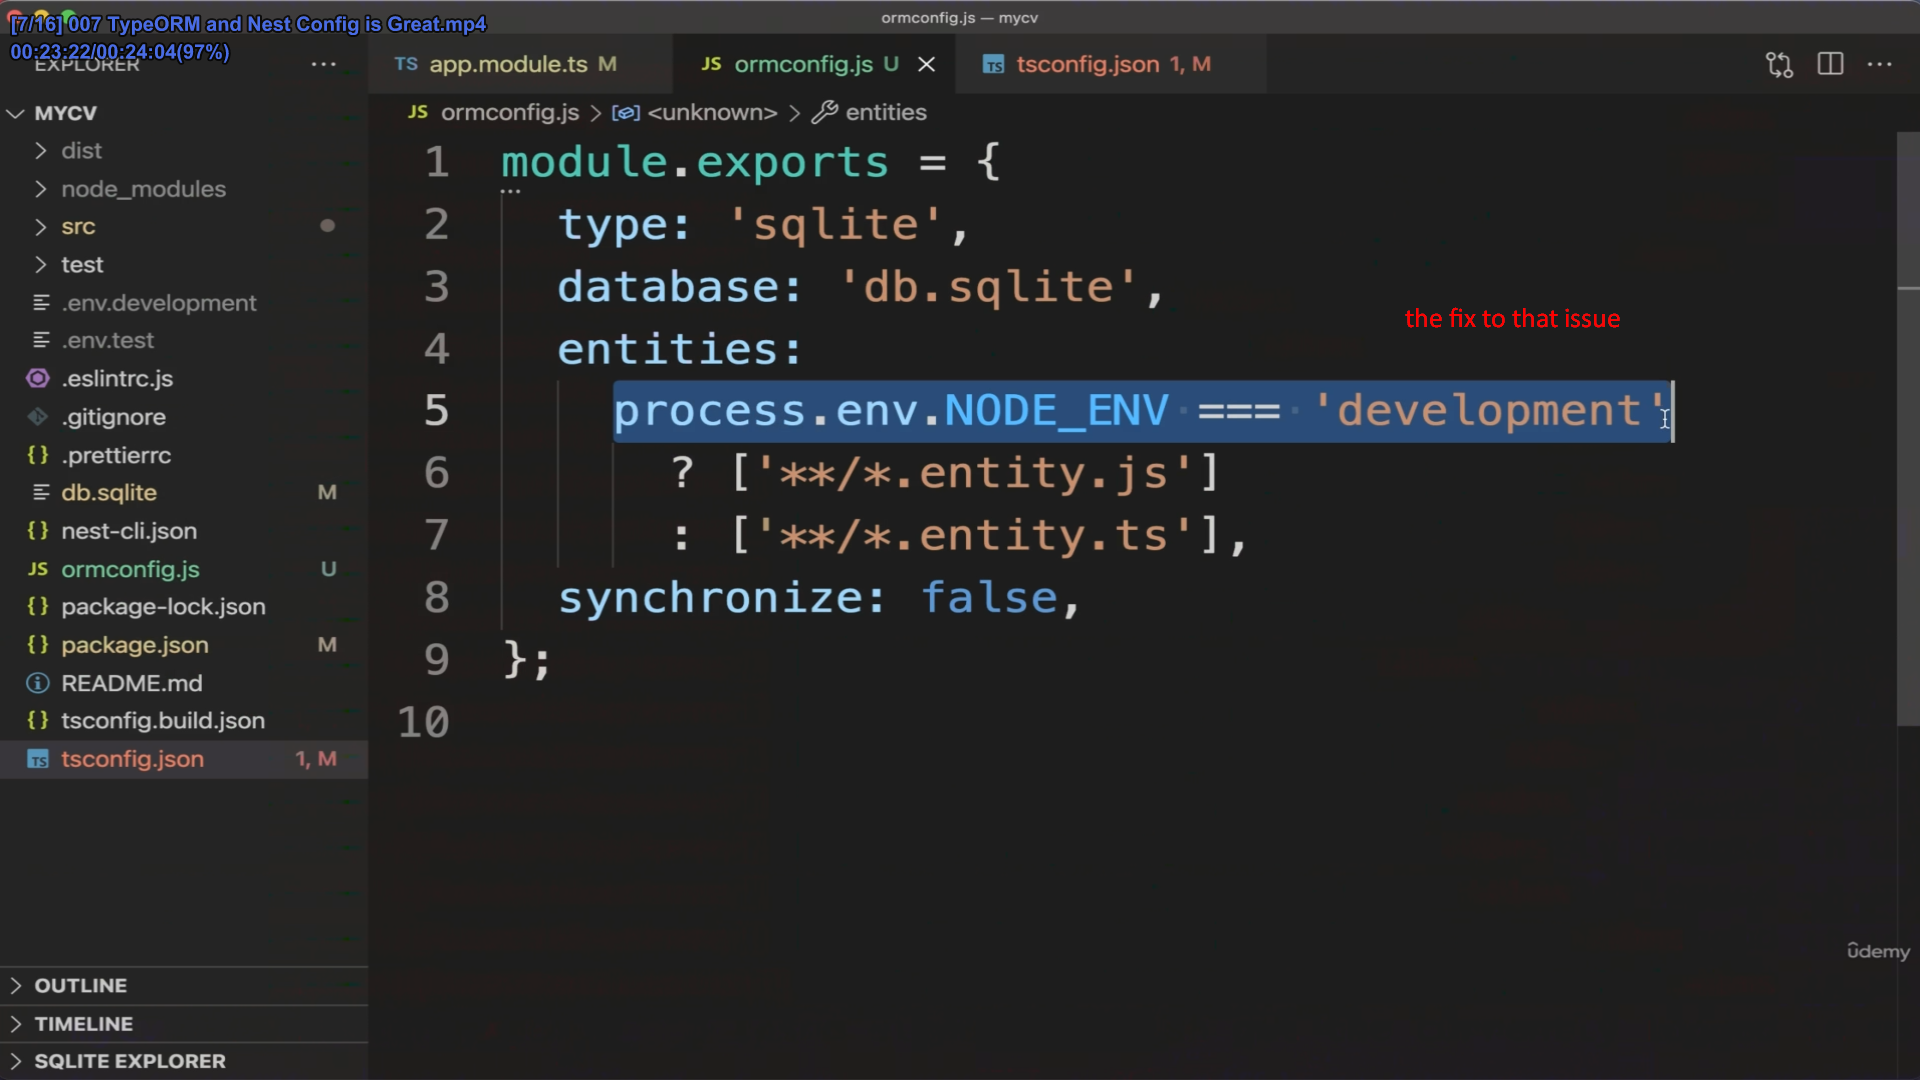 [7/16] 007 TypeORM and Nest Config is Great.mp4
00:23:22/00:24:04(97%)
ormconfig.js — mycv
EXPLORER
TS app.module.ts M
JS ormconfig.js U
TS tsconfig.json 1, M
JS ormconfig.js > <unknown> > entities
MYCV
dist
node_modules
src
test
.env.development
.env.test
.eslintrc.js
.gitignore
{} .prettierrc
db.sqlite M
{} nest-cli.json
JS ormconfig.js U
{} package-lock.json
{} package.json M
README.md
{} tsconfig.build.json
TS tsconfig.json 1, M
OUTLINE
TIMELINE
SQLITE EXPLORER
1 module.exports = {
2 type: 'sqlite',
3 database: 'db.sqlite',
4 entities:
5 process.env.NODE_ENV === 'development'
6 ? ['**/*.entity.js']
7 : ['**/*.entity.ts'],
8 synchronize: false,
9 };
10
the fix to that issue
ûdemy